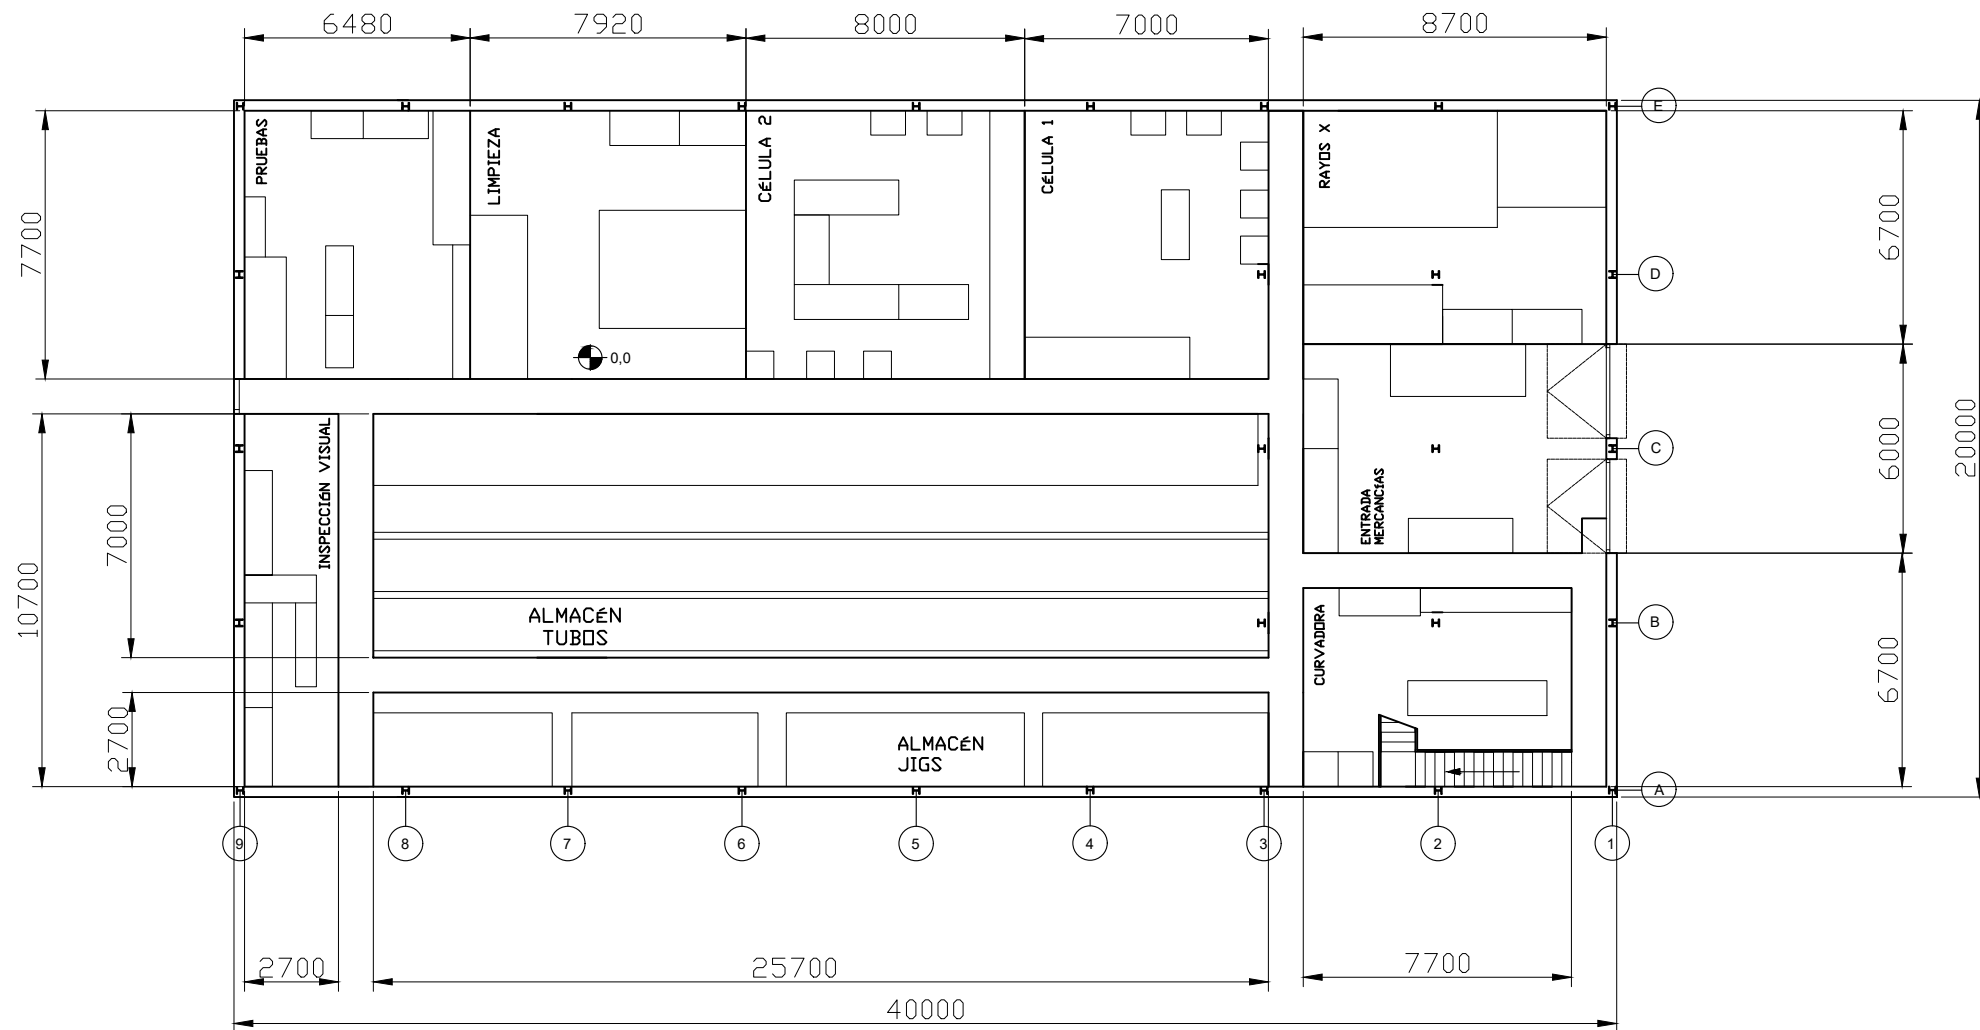 6480
7920
8000
7000
8700
E
PRUEBAS
LIMPIEZA
CÉLULA 2
CÉLULA 1
RAYOS X
7700
6700
D
0,0
20000
10700
7000
INSPECCIÓN VISUAL
C
6000
ENTRADA
MERCANCÍAS
ALMACÉN
TUBOS
CURVADORA
B
6700
2700
ALMACÉN
JIGS
A
9
8
7
6
5
4
3
2
1
2700
25700
7700
40000